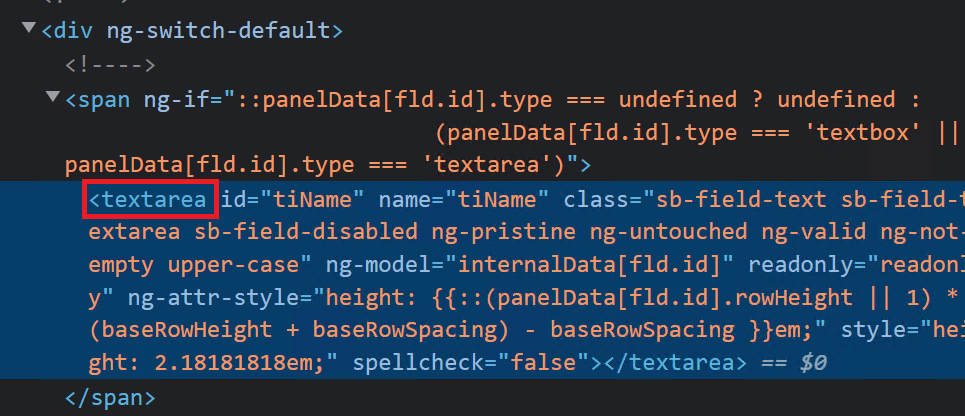 <div ng-switch-default>
<!---->
<span ng-if="::panelData[fld.id].type === undefined ? undefined :
(panelData[fld.id].type === 'textbox' ||
panelData[fld.id].type === 'textarea')">
<textarea id="tiName" name="tiName" class="sb-field-text sb-field-t
extarea sb-field-disabled ng-pristine ng-untouched ng-valid ng-not-
empty upper-case" ng-model="internalData[fld.id]" readonly="readonl
y" ng-attr-style="height: {{::(panelData[fld.id].rowHeight || 1) *
(baseRowHeight + baseRowSpacing) - baseRowSpacing }}em;" style="hei
ght: 2.18181818em;" spellcheck="false"></textarea> == $0
</span>